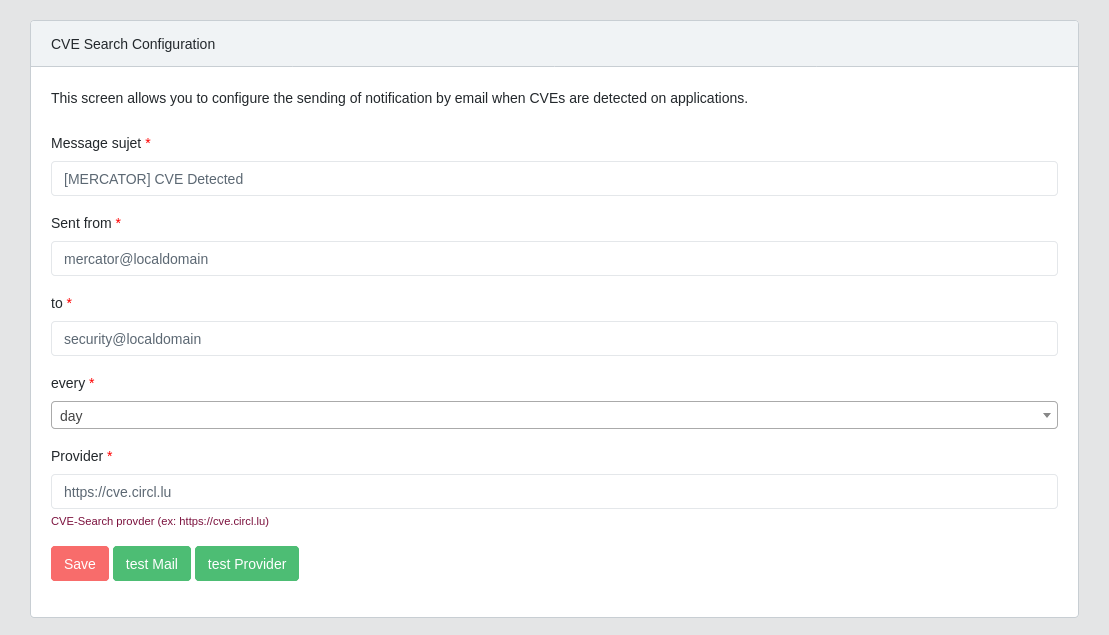 CVE Search Configuration
This screen allows you to configure the sending of notification by email when CVEs are detected on applications.
Message sujet *
[MERCATOR] CVE Detected
Sent from *
mercator@localdomain
to *
security@localdomain
every *
day
Provider *
https://cve.circl.lu
CVE-Search provder (ex: https://cve.circl.lu)
Save test Mail test Provider